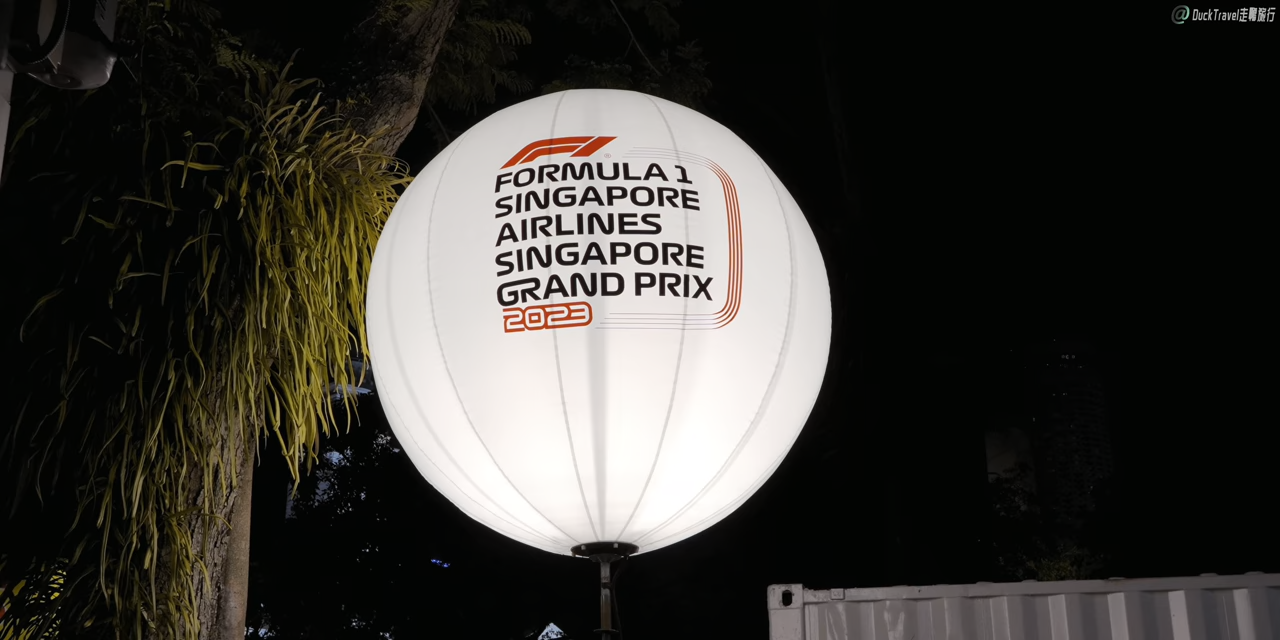 @DuckTravel走鴨旅行
F1
FORMULA 1
SINGAPORE
AIRLINES
SINGAPORE
GRAND PRIX
2023